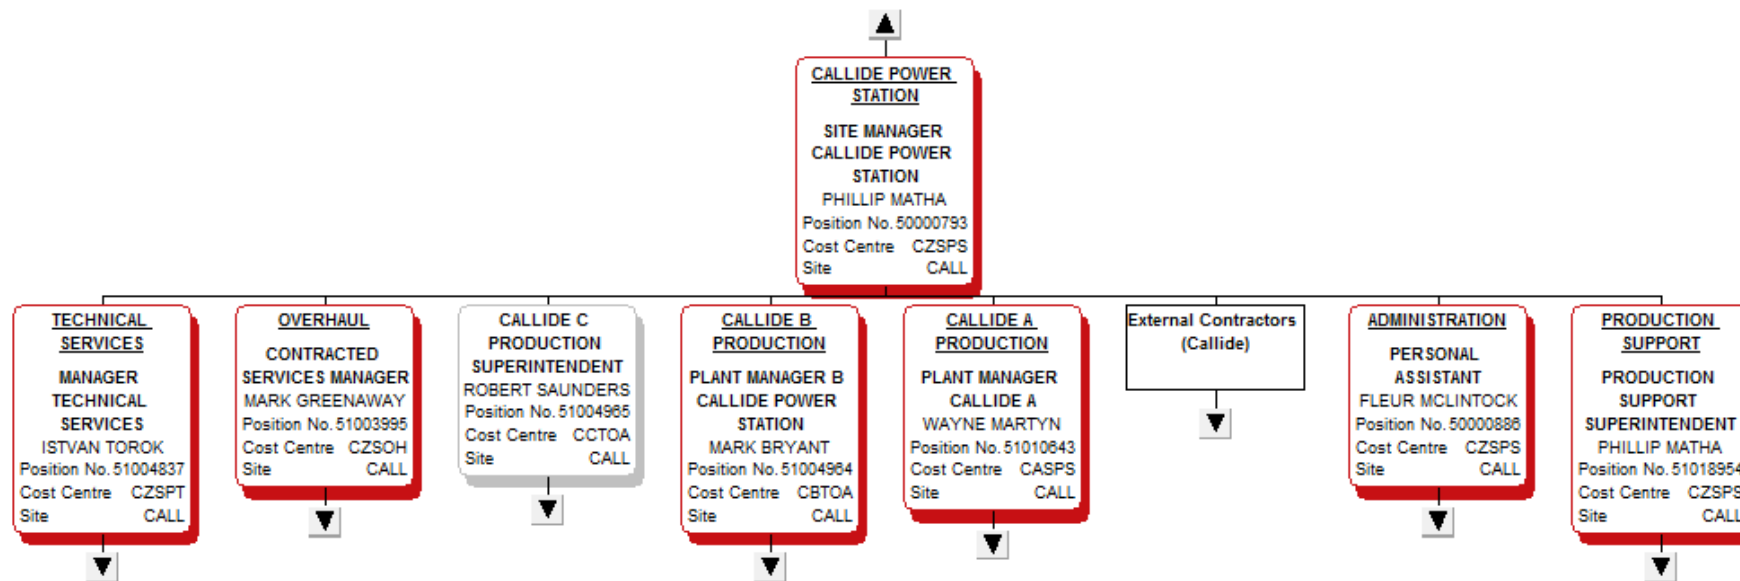 CALLIDE POWER
STATION
SITE MANAGER
CALLIDE POWER
STATION
PHILLIP MATHA
Position No. 50000793
Cost Centre CZSPS
Site CALL
TECHNICAL
SERVICES
MANAGER
TECHNICAL
SERVICES
ISTVAN TOROK
Position No. 51004837
Cost Centre CZSPT
Site CALL
OVERHAUL
CONTRACTED
SERVICES MANAGER
MARK GREENAWAY
Position No. 51003995
Cost Centre CZSOH
Site CALL
CALLIDE C
PRODUCTION
SUPERINTENDENT
ROBERT SAUNDERS
Position No. 51004965
Cost Centre CCTOA
Site CALL
CALLIDE B
PRODUCTION
PLANT MANAGER B
CALLIDE POWER
STATION
MARK BRYANT
Position No. 51004964
Cost Centre CBTOA
Site CALL
CALLIDE A
PRODUCTION
PLANT MANAGER
CALLIDE A
WAYNE MARTYN
Position No. 51010643
Cost Centre CASPS
Site CALL
External Contractors
(Callide)
ADMINISTRATION
PERSONAL
ASSISTANT
FLEUR MCLINTOCK
Position No. 50000886
Cost Centre CZSPS
Site CALL
PRODUCTION
SUPPORT
PRODUCTION
SUPPORT
SUPERINTENDENT
PHILLIP MATHA
Position No. 51018954
Cost Centre CZSPS
Site CALL